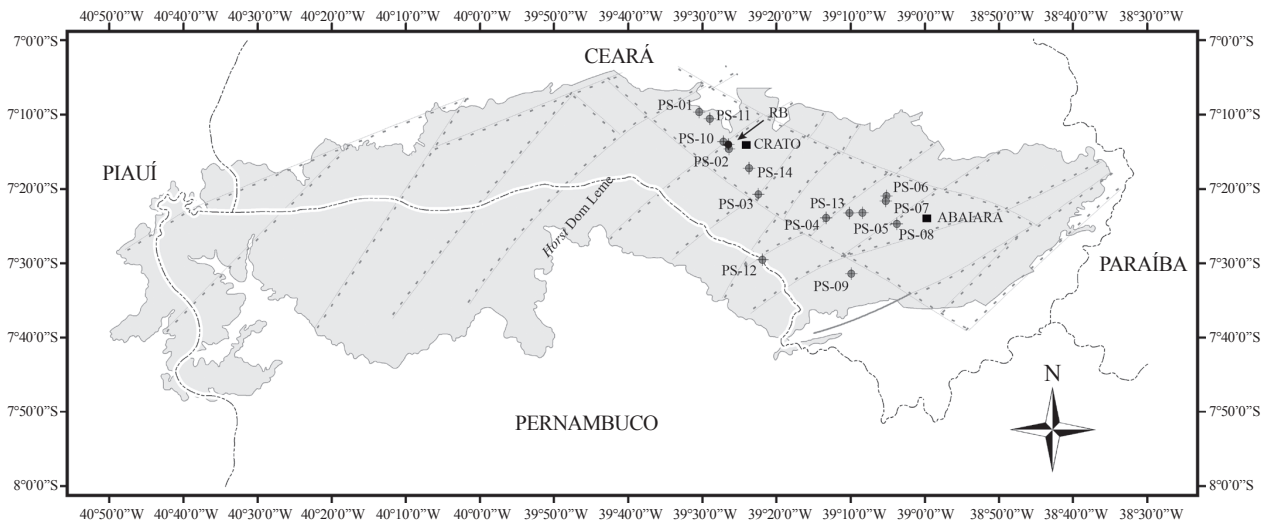 40°50'0"W 40°40'0"W 40°30'0"W 40°20'0"W 40°10'0"W 40°00'0"W 39°50'0"W 39°40'0"W 39°30'0"W 39°20'0"W 39°10'0"W 39°0'0"W 38°50'0"W 38°40'0"W 38°30'0"W
7°0'0"S 7°0'0"S
CEARÁ
7°10'0"S PS-01 PS-11 RB 7°10'0"S
PS-10 CRATO
PS-02
PIAUÍ PS-14
7°20'0"S PS-03 PS-13 PS-06 7°20'0"S
PS-04 PS-05 PS-07 ABAIARA
PS-08
Horst Dom Leme
7°30'0"S PS-12 PS-09 PARAÍBA 7°30'0"S
7°40'0"S 7°40'0"S
N
7°50'0"S PERNAMBUCO 7°50'0"S
8°0'0"S 8°0'0"S
40°50'0"W 40°40'0"W 40°30'0"W 40°20'0"W 40°10'0"W 40°00'0"W 39°50'0"W 39°40'0"W 39°30'0"W 39°20'0"W 39°10'0"W 39°0'0"W 38°50'0"W 38°40'0"W 38°30'0"W